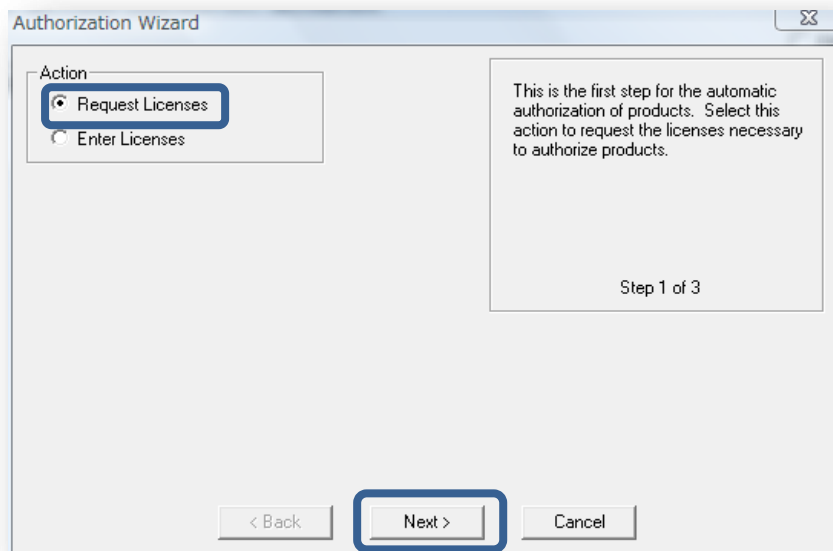 Authorization Wizard
Action
Request Licenses
Enter Licenses
This is the first step for the automatic
authorization of products.  Select this
action to request the licenses necessary
to authorize products.
Step 1 of 3
< Back
Next >
Cancel